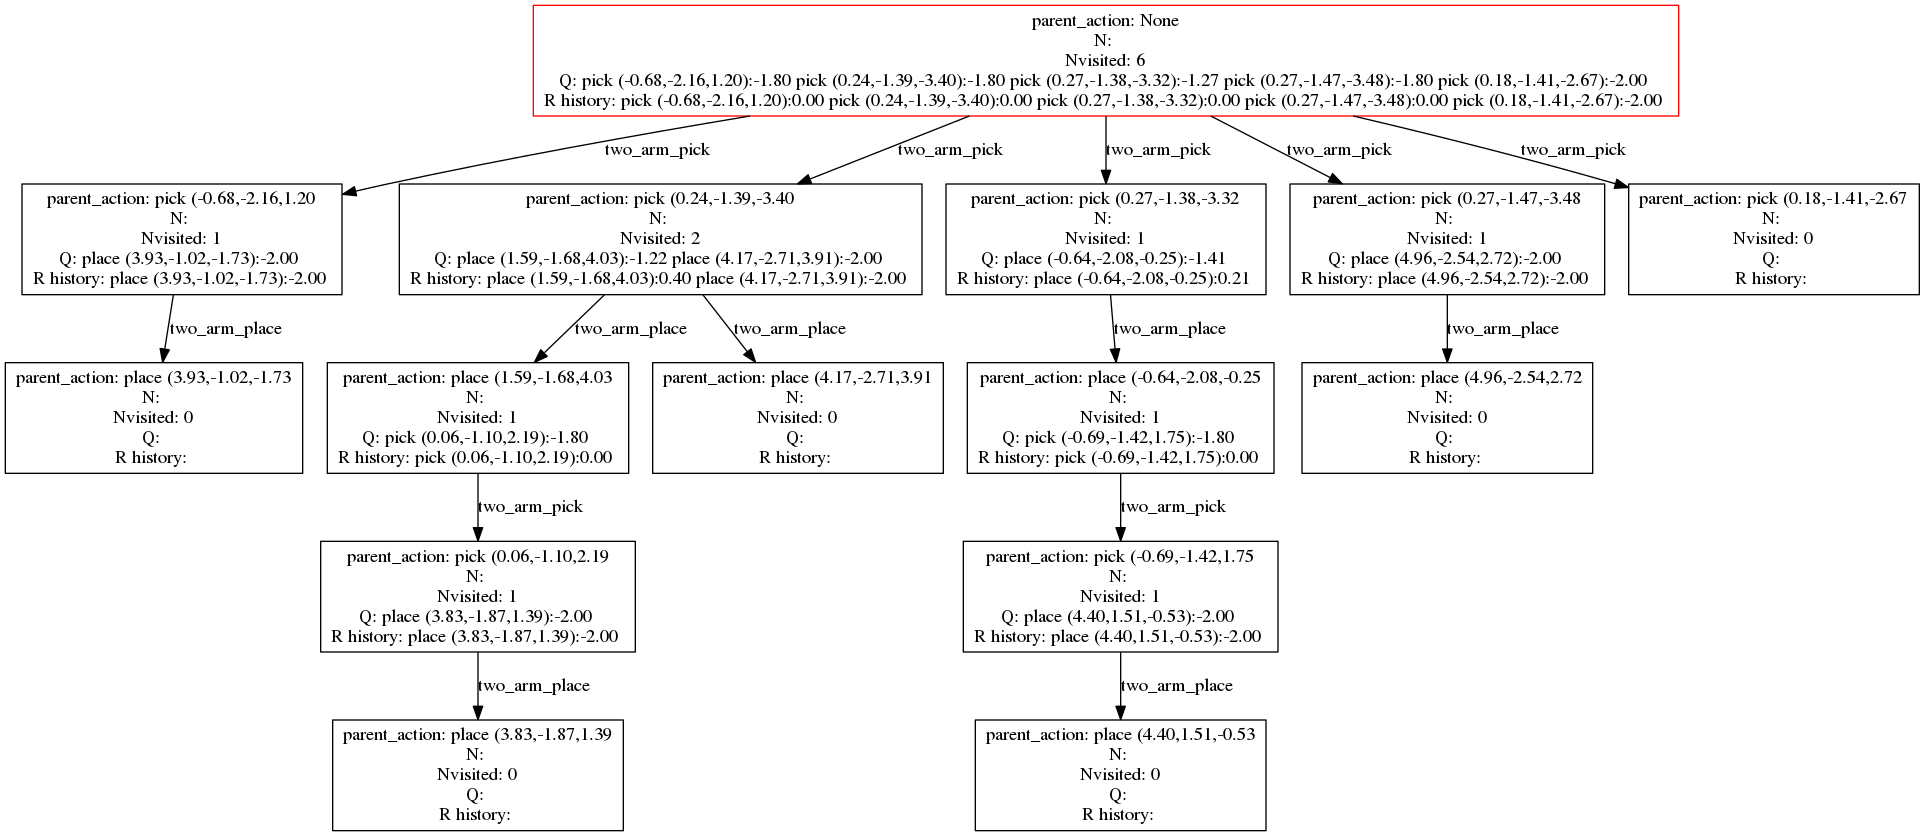 parent_action: None
N:
Nvisited: 6
Q: pick (-0.68,-2.16,1.20):-1.80 pick (0.24,-1.39,-3.40):-1.80 pick (0.27,-1.38,-3.32):-1.27 pick (0.27,-1.47,-3.48):-1.80 pick (0.18,-1.41,-2.67):-2.00
R history: pick (-0.68,-2.16,1.20):0.00 pick (0.24,-1.39,-3.40):0.00 pick (0.27,-1.38,-3.32):0.00 pick (0.27,-1.47,-3.48):0.00 pick (0.18,-1.41,-2.67):-2.00
two_arm_pick
two_arm_pick
two_arm_pick
two_arm_pick
two_arm_pick
parent_action: pick (-0.68,-2.16,1.20
N:
Nvisited: 1
Q: place (3.93,-1.02,-1.73):-2.00
R history: place (3.93,-1.02,-1.73):-2.00
parent_action: pick (0.24,-1.39,-3.40
N:
Nvisited: 2
Q: place (1.59,-1.68,4.03):-1.22 place (4.17,-2.71,3.91):-2.00
R history: place (1.59,-1.68,4.03):0.40 place (4.17,-2.71,3.91):-2.00
parent_action: pick (0.27,-1.38,-3.32
N:
Nvisited: 1
Q: place (-0.64,-2.08,-0.25):-1.41
R history: place (-0.64,-2.08,-0.25):0.21
parent_action: pick (0.27,-1.47,-3.48
N:
Nvisited: 1
Q: place (4.96,-2.54,2.72):-2.00
R history: place (4.96,-2.54,2.72):-2.00
parent_action: pick (0.18,-1.41,-2.67
N:
Nvisited: 0
Q:
R history:
two_arm_place
two_arm_place
two_arm_place
two_arm_place
two_arm_place
parent_action: place (3.93,-1.02,-1.73
N:
Nvisited: 0
Q:
R history:
parent_action: place (1.59,-1.68,4.03
N:
Nvisited: 1
Q: pick (0.06,-1.10,2.19):-1.80
R history: pick (0.06,-1.10,2.19):0.00
parent_action: place (4.17,-2.71,3.91
N:
Nvisited: 0
Q:
R history:
parent_action: place (-0.64,-2.08,-0.25
N:
Nvisited: 1
Q: pick (-0.69,-1.42,1.75):-1.80
R history: pick (-0.69,-1.42,1.75):0.00
parent_action: place (4.96,-2.54,2.72
N:
Nvisited: 0
Q:
R history:
two_arm_pick
two_arm_pick
parent_action: pick (0.06,-1.10,2.19
N:
Nvisited: 1
Q: place (3.83,-1.87,1.39):-2.00
R history: place (3.83,-1.87,1.39):-2.00
parent_action: pick (-0.69,-1.42,1.75
N:
Nvisited: 1
Q: place (4.40,1.51,-0.53):-2.00
R history: place (4.40,1.51,-0.53):-2.00
two_arm_place
two_arm_place
parent_action: place (3.83,-1.87,1.39
N:
Nvisited: 0
Q:
R history:
parent_action: place (4.40,1.51,-0.53
N:
Nvisited: 0
Q:
R history: